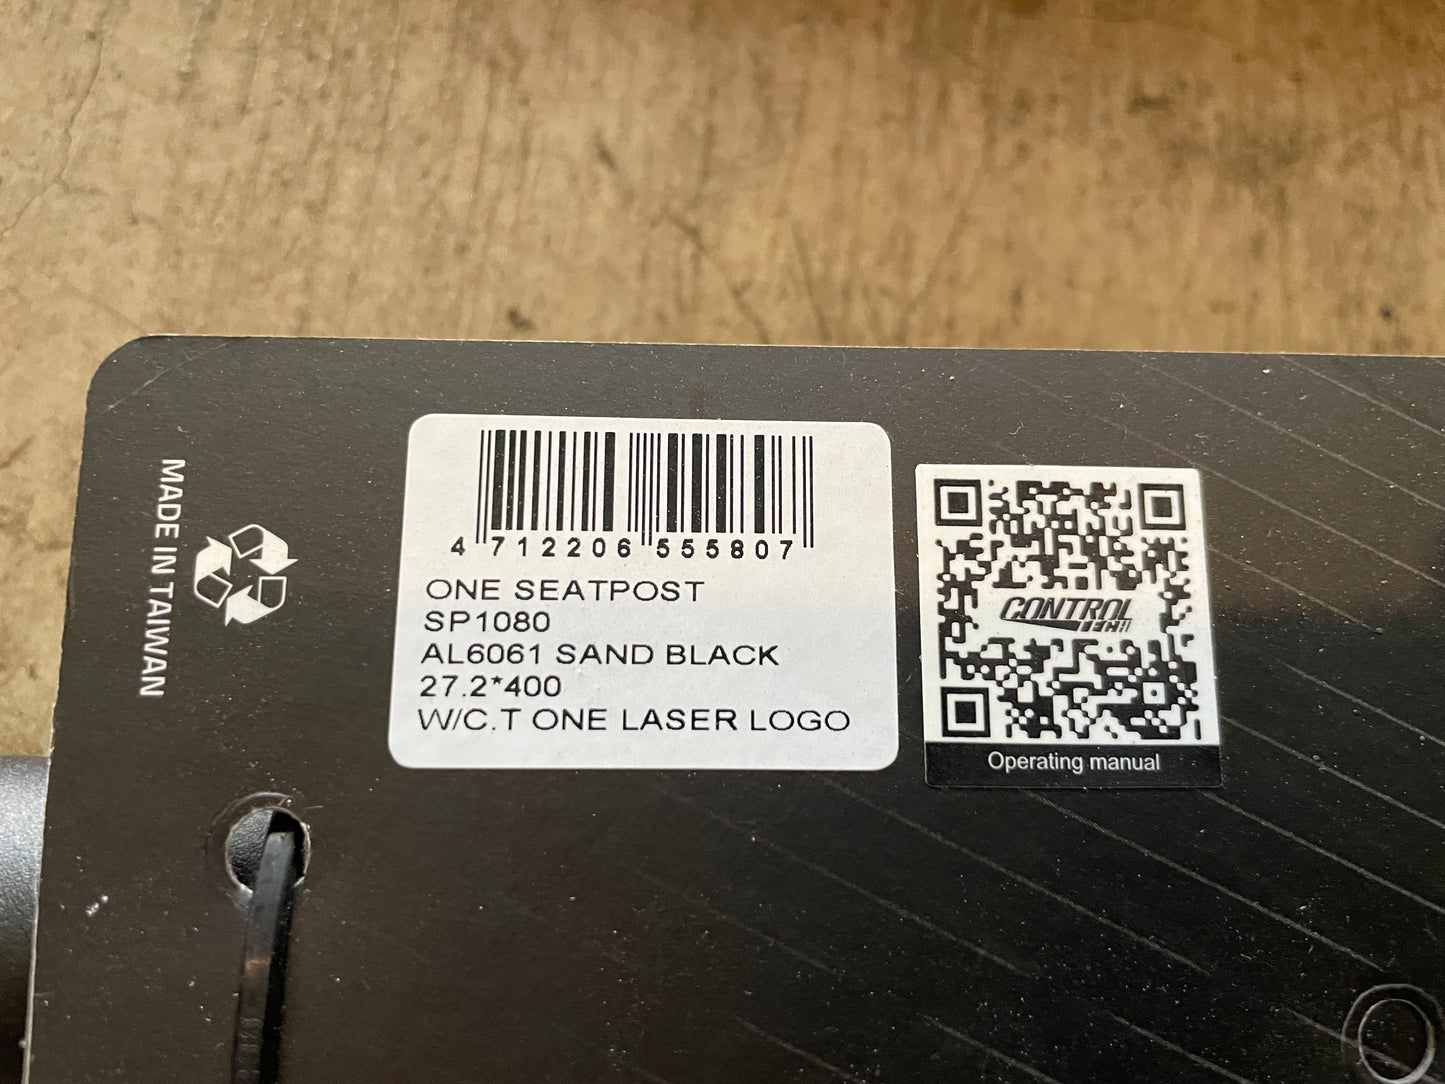 MADE IN TAIWAN
4 712206 555807
ONE SEATPOST
SP1080
AL6061 SAND BLACK
27.2*400
W/C.T ONE LASER LOGO
CONTROL
TECH
Operating manual